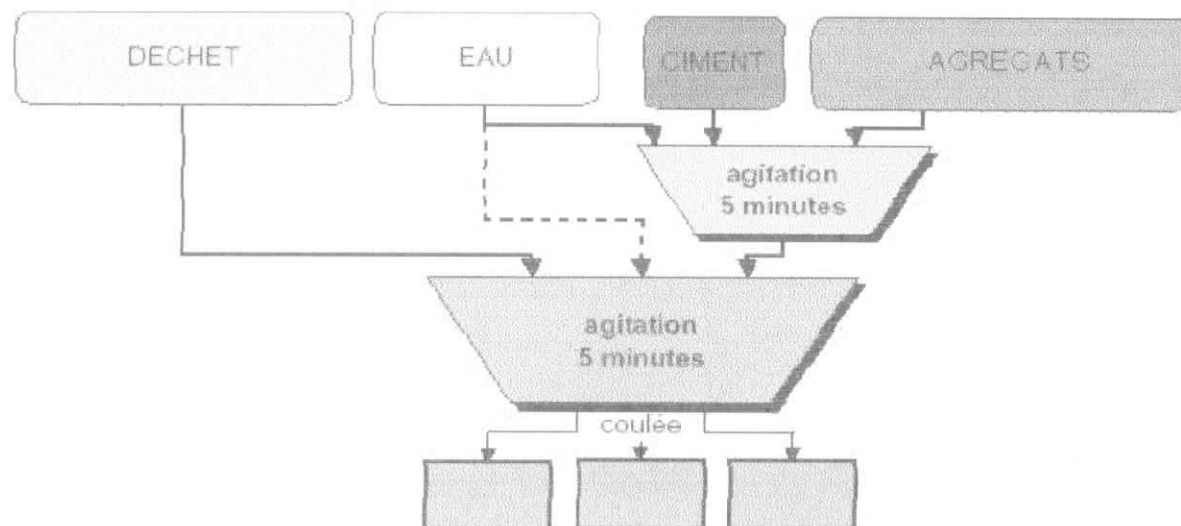 DECHET
EAU
CIMENT
AGREGATS
agitation
5 minutes
agitation
5 minutes
coulée